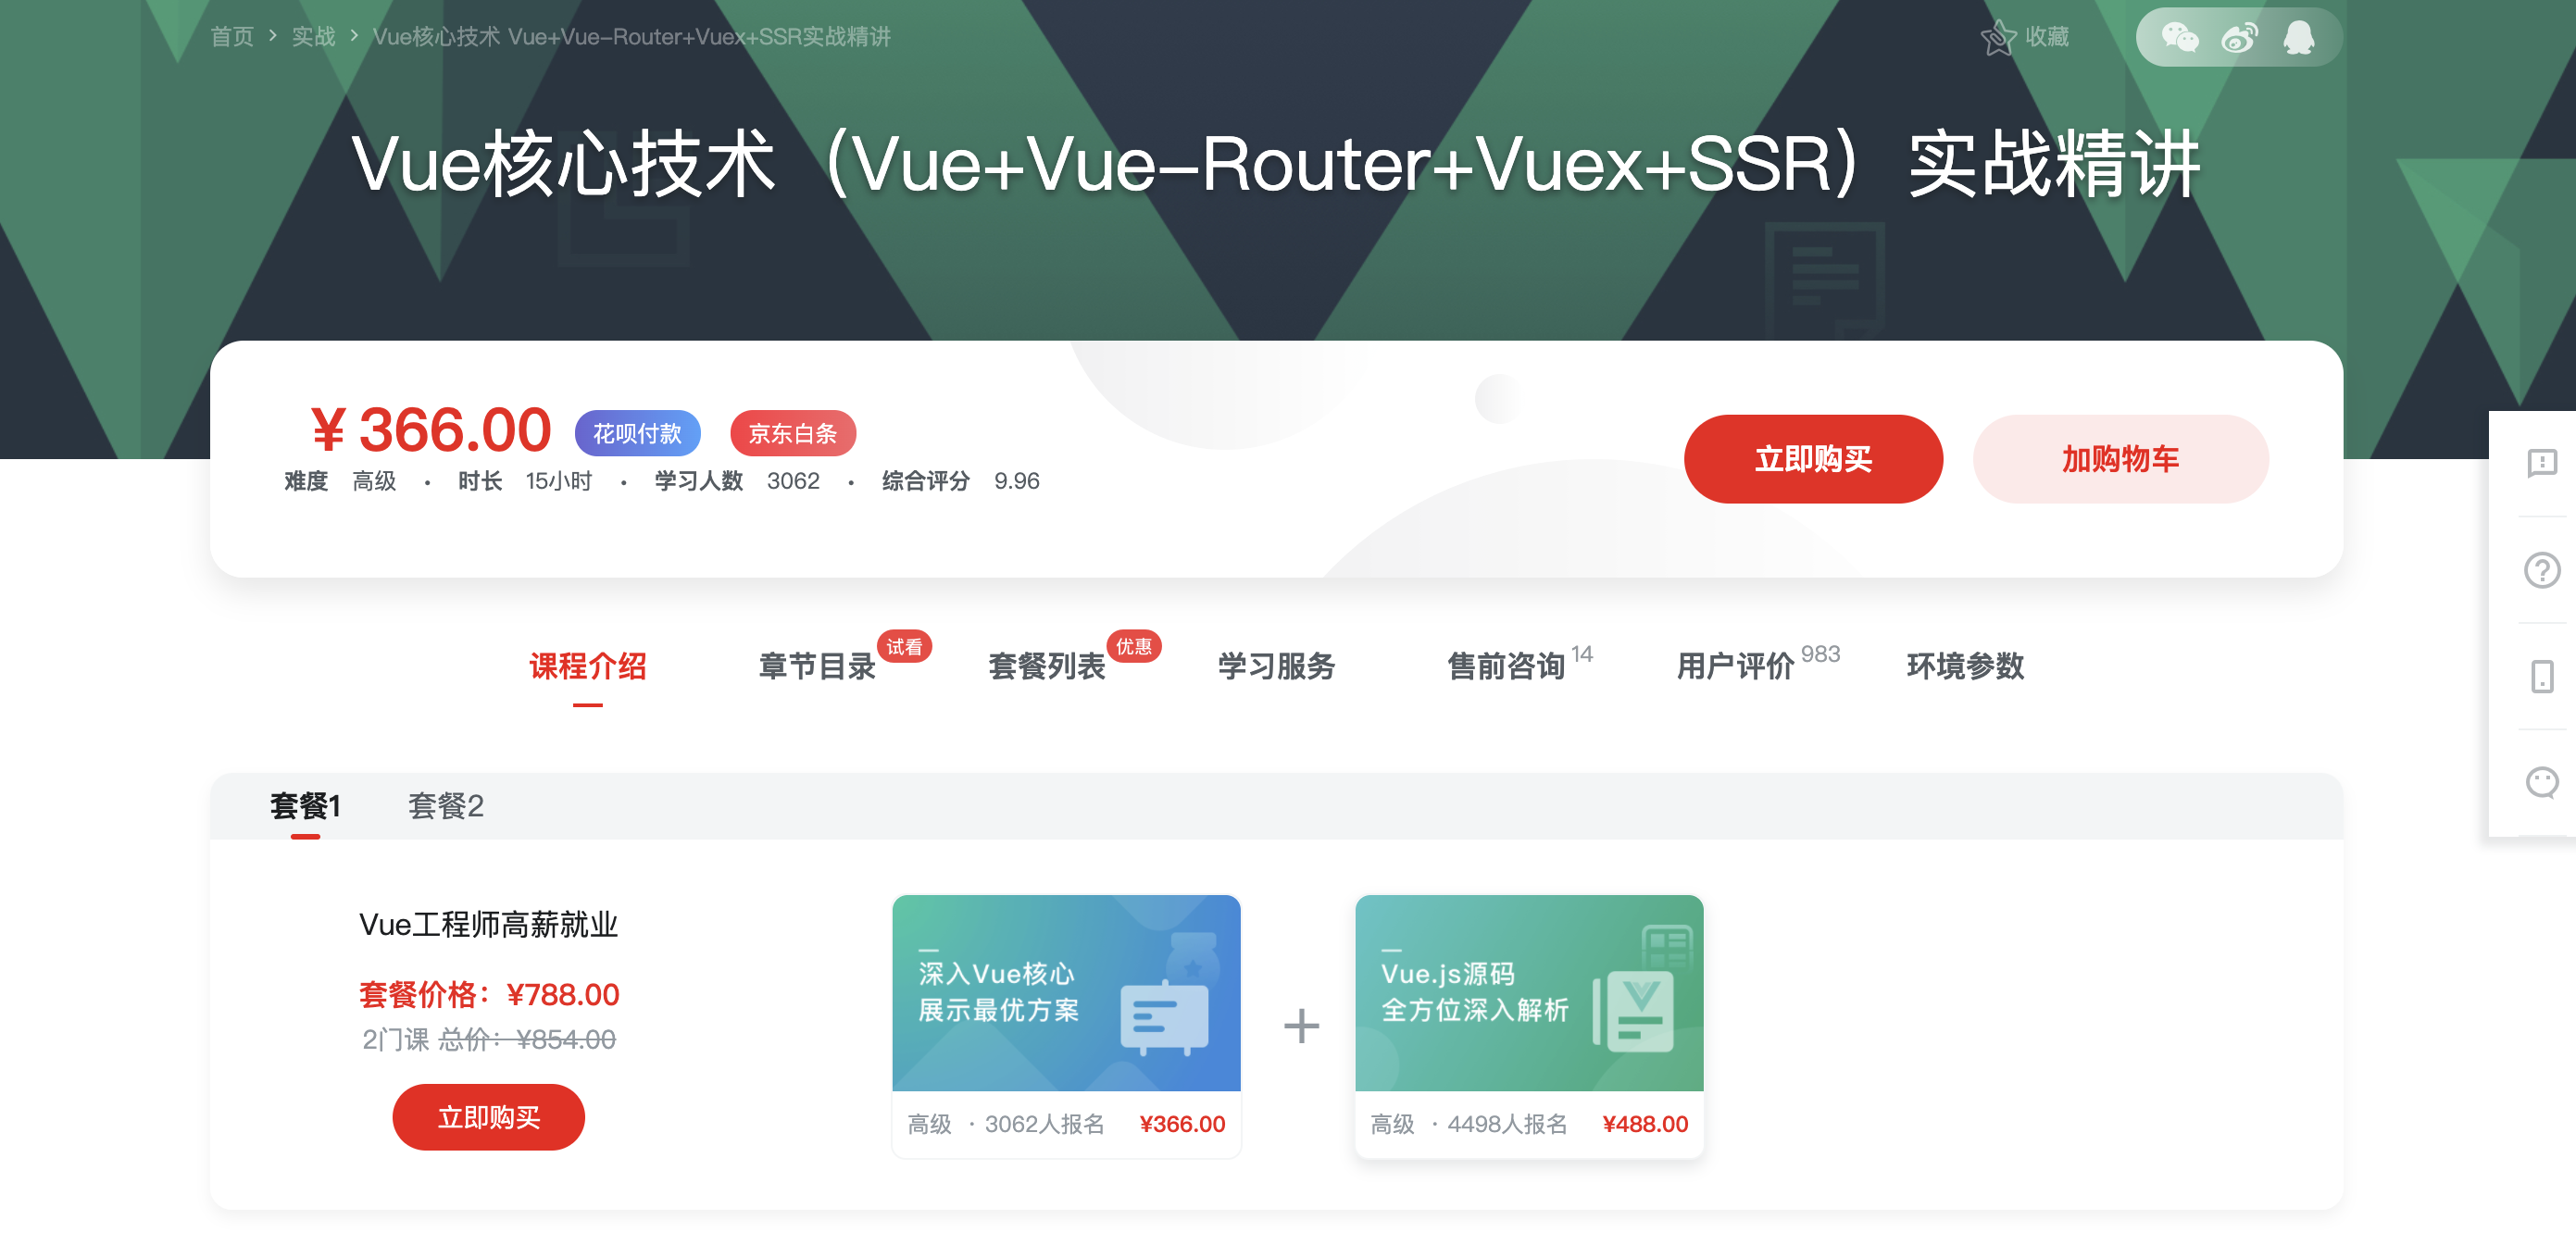 首页 > 实战 > Vue核心技术 Vue+Vue-Router+Vuex+SSR实战精讲
收藏
Vue核心技术（Vue+Vue-Router+Vuex+SSR）实战精讲
¥ 366.00 花呗付款 京东白条
难度 高级 · 时长 15小时 · 学习人数 3062 · 综合评分 9.96
立即购买
加购物车
课程介绍
章节目录 试看
套餐列表 优惠
学习服务
售前咨询 14
用户评价 983
环境参数
套餐1 套餐2
Vue工程师高薪就业
套餐价格：¥788.00
2门课 总价：¥854.00
立即购买
深入Vue核心
展示最优方案
高级 · 3062人报名 ¥366.00
+
Vue.js源码
全方位深入解析
高级 · 4498人报名 ¥488.00